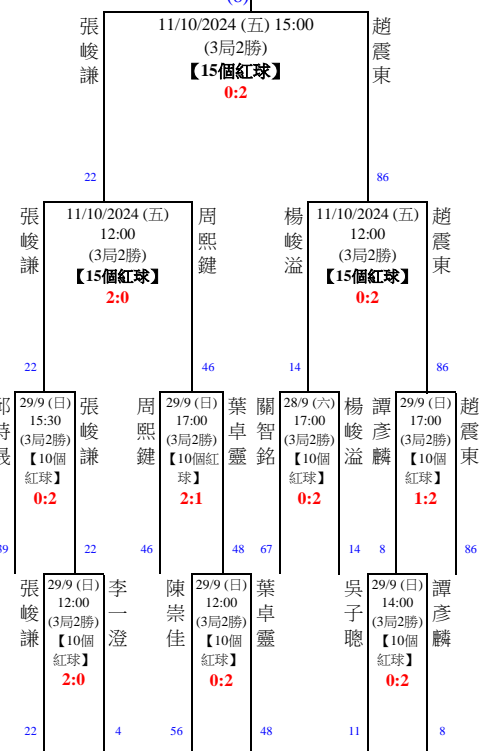 (6)
張峻謙
11/10/2024 (五) 15:00
(3局2勝)
【15個紅球】
0:2
趙震東
22
86
張峻謙
11/10/2024 (五)
12:00
(3局2勝)
【15個紅球】
2:0
周熙鍵
楊峻溢
11/10/2024 (五)
12:00
(3局2勝)
【15個紅球】
0:2
趙震東
22
46
14
86
29/9 (日)
15:30
(3局2勝)
【10個
紅球】
0:2
張峻謙
周熙鍵
29/9 (日)
17:00
(3局2勝)
【10個紅
球】
2:1
葉卓靈
關智銘
28/9 (六)
17:00
(3局2勝)
【10個
紅球】
0:2
楊峻溢
譚彥麟
29/9 (日)
17:00
(3局2勝)
【10個
紅球】
1:2
趙震東
22
46
48
67
14
8
86
張峻謙
29/9 (日)
12:00
(3局2勝)
【10個
紅球】
2:0
李一澄
陳崇佳
29/9 (日)
12:00
(3局2勝)
【10個
紅球】
0:2
葉卓靈
吳子聰
29/9 (日)
14:00
(3局2勝)
【10個
紅球】
0:2
譚彥麟
22
4
56
48
11
8